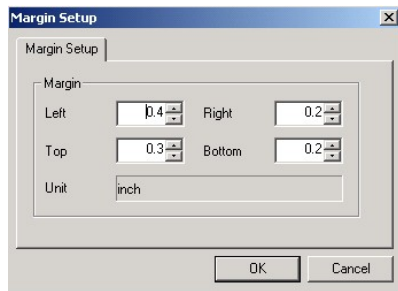 Margin Setup
Margin Setup
Margin
Left 0.4 Right 0.2
Top 0.3 Bottom 0.2
Unit inch
OK Cancel